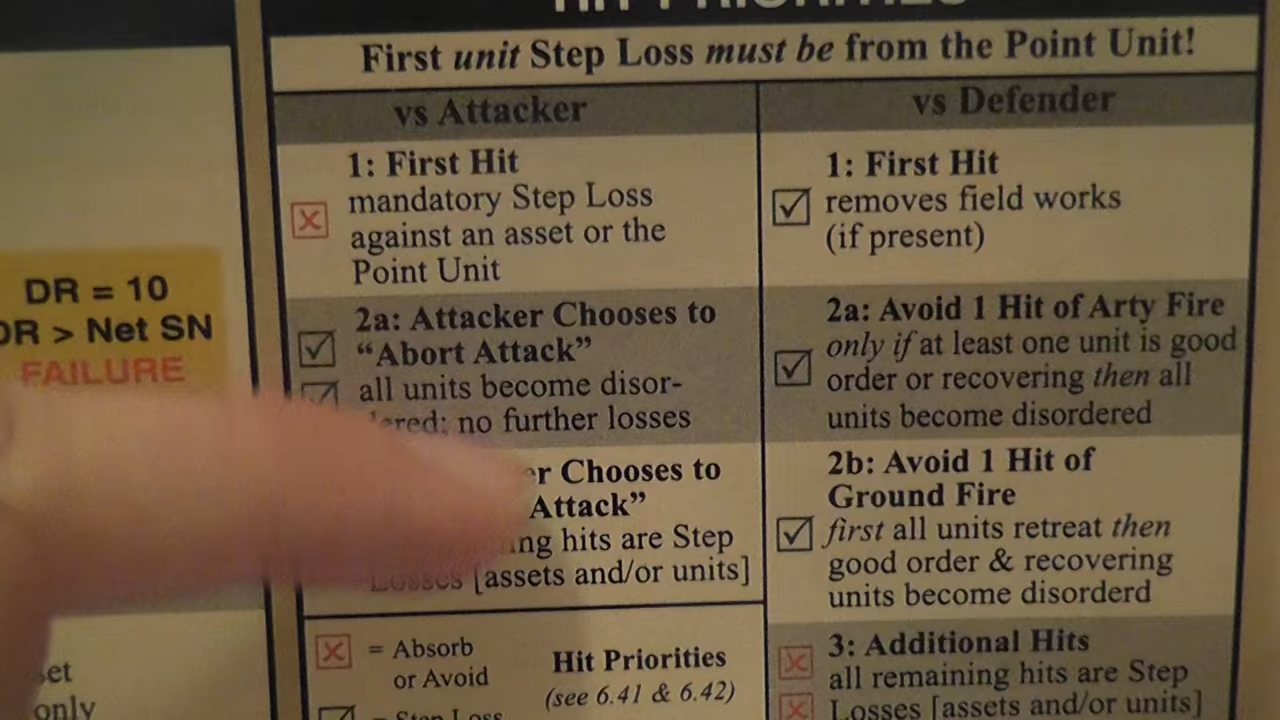 HIT PRIORITIES
First unit Step Loss must be from the Point Unit!
vs Attacker
1: First Hit
mandatory Step Loss
against an asset or the
Point Unit
2a: Attacker Chooses to
“Abort Attack”
all units become disor-
dered; no further losses
Chooses to
Attack”
hits are Step
Losses [assets and/or units]
= Absorb
or Avoid
= Step Loss
Hit Priorities
(see 6.41 & 6.42)
vs Defender
1: First Hit
removes field works
(if present)
2a: Avoid 1 Hit of Arty Fire
only if at least one unit is good
order or recovering then all
units become disordered
2b: Avoid 1 Hit of
Ground Fire
first all units retreat then
good order & recovering
units become disorderd
3: Additional Hits
all remaining hits are Step
Losses [assets and/or units]
DR = 10
DR > Net SN
FAILURE
only